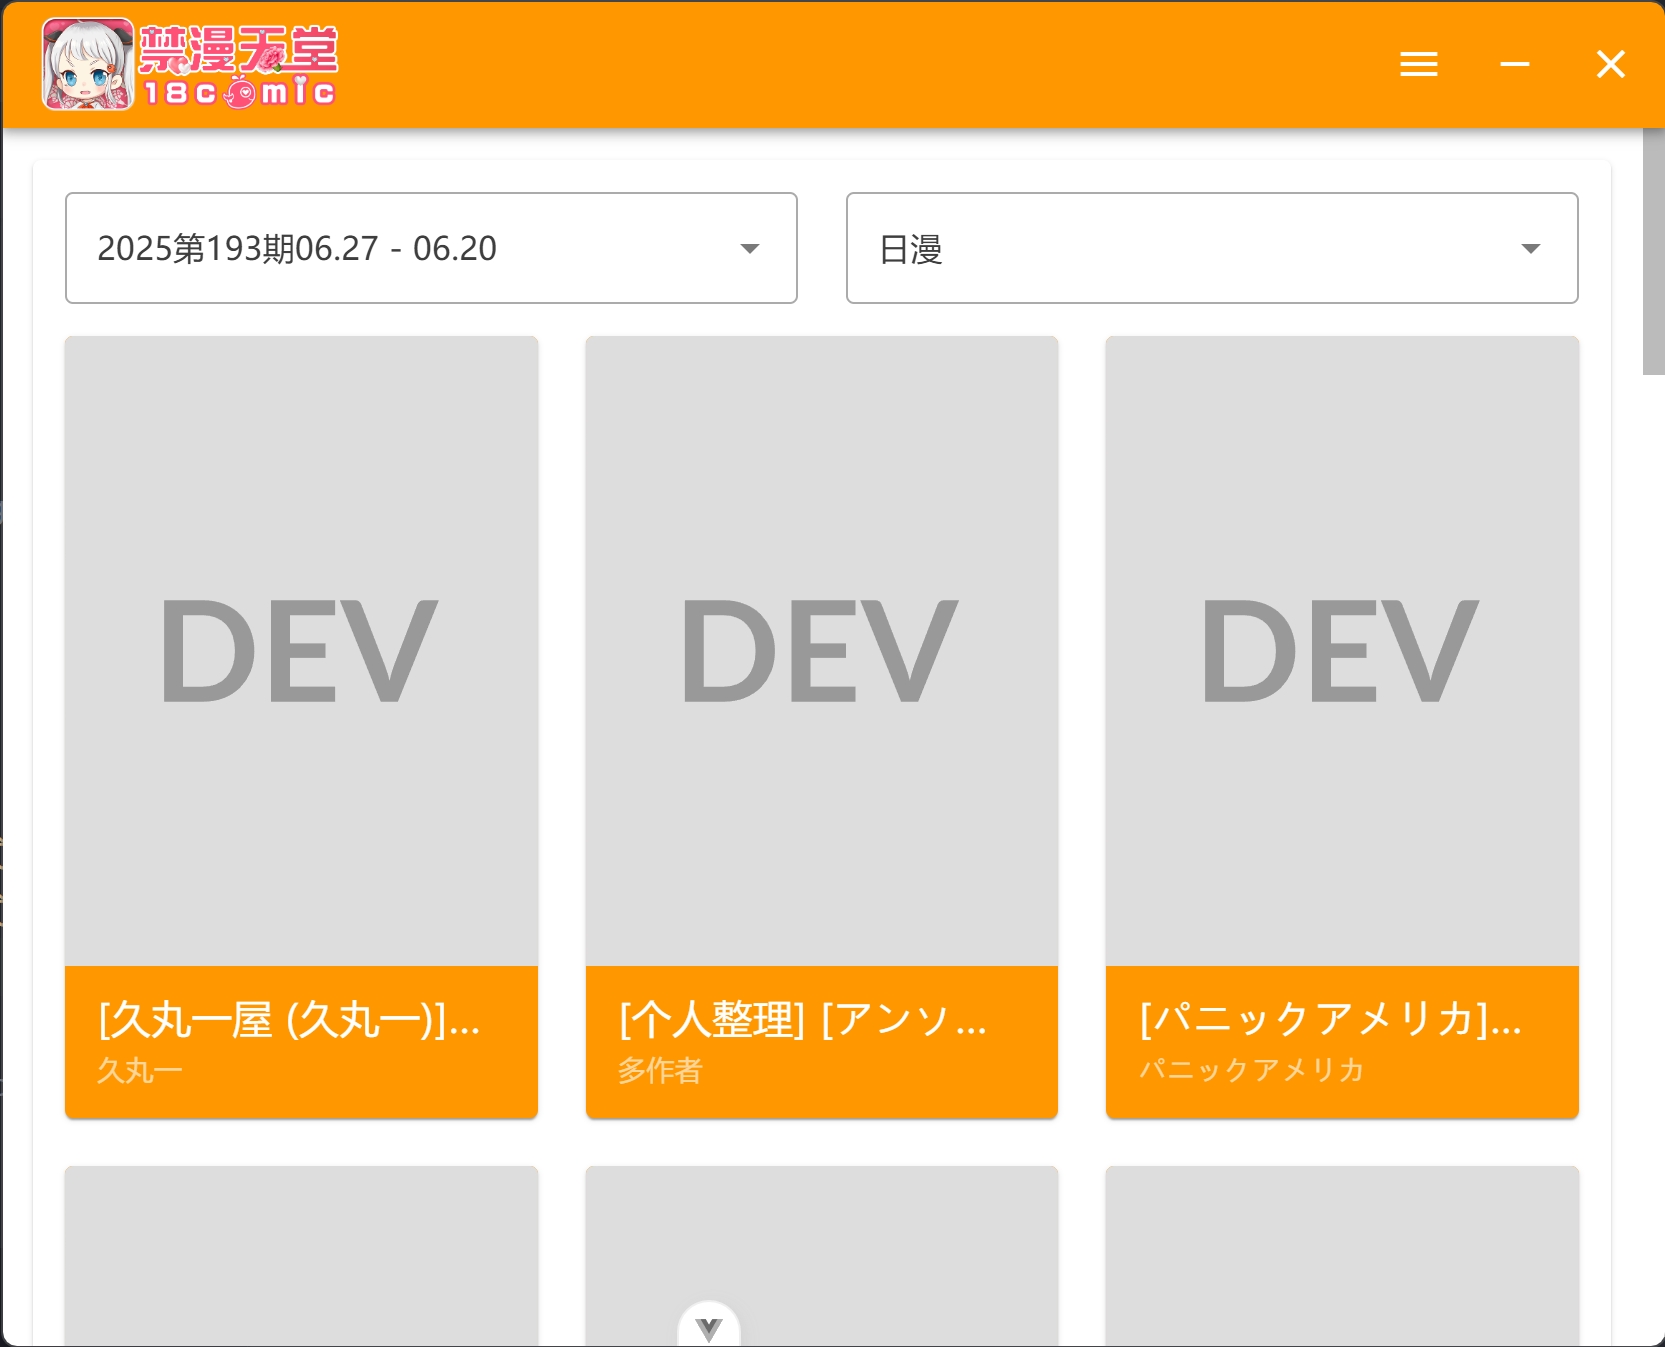 禁漫天堂
18comic
2025第193期06.27 - 06.20
日漫
DEV
DEV
DEV
[久丸一屋 (久丸一)]...
久丸一
[个人整理] [アンソ...
多作者
[パニックアメリカ]...
パニックアメリカ